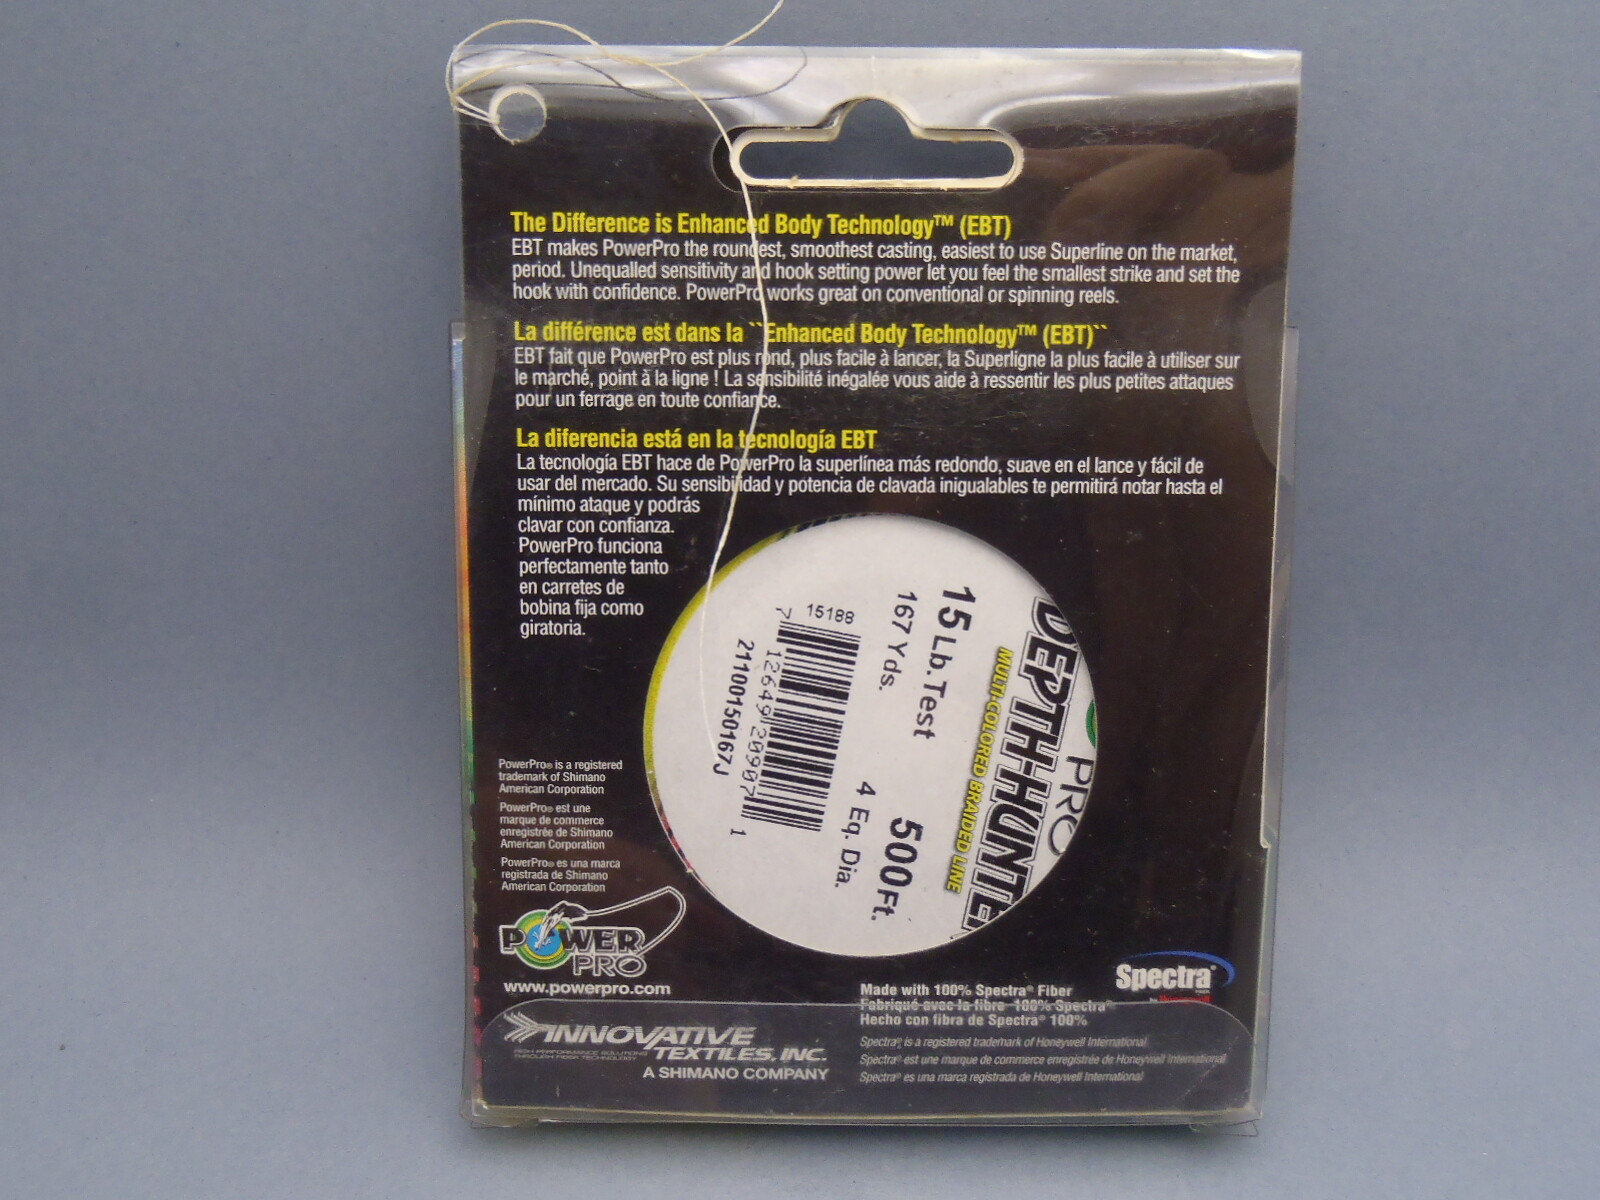 The Difference is Enhanced Body Technology™ (EBT)
EBT makes PowerPro the roundest, smoothest casting, easiest to use Superline on the market,
period. Unequalled sensitivity and hook setting power let you feel the smallest strike and set the
hook with confidence. PowerPro works great on conventional or spinning reels.
La différence est dans la ``Enhanced Body Technology™ (EBT)``
EBT fait que PowerPro est plus rond, plus facile à lancer, la Superligne la plus facile à utiliser sur
le marché, point à la ligne ! La sensibilité inégalée vous aide à ressentir les plus petites attaques
pour un ferrage en toute confiance.
La diferencia está en la tecnología EBT
La tecnología EBT hace de PowerPro la superlínea más redondo, suave en el lance y fácil de
usar del mercado. Su sensibilidad y potencia de clavada inigualables te permitirá notar hasta el
mínimo ataque y podrás
clavar con confianza.
PowerPro funciona
perfectamente tanto
en carretes de
bobina fija como
giratoria.
PRO
DEPTH-HUNTER
MULTI-COLORED BRAIDED LINE
15 Lb. Test 500 Ft.
167 Yds. 4 Eq. Dia.
15188
7 12649 20907 1
21100150167J
PowerPro® is a registered
trademark of Shimano
American Corporation
PowerPro® est une
marque de commerce
enregistrée de Shimano
American Corporation
PowerPro® es una marca
registrada de Shimano
American Corporation
POWER
PRO
www.powerpro.com
INNOVATIVE
TEXTILES, INC.
HIGH PERFORMANCE SOLUTIONS
THROUGH FIBER TECHNOLOGY
A SHIMANO COMPANY
Spectra®
FIBER
by
Made with 100% Spectra® Fiber
Fabriqué avec la fibre 100% Spectra®
Hecho con fibra de Spectra® 100%
Spectra® is a registered trademark of Honeywell International
Spectra® est une marque de commerce enregistrée de Honeywell International
Spectra® es una marca registrada de Honeywell International